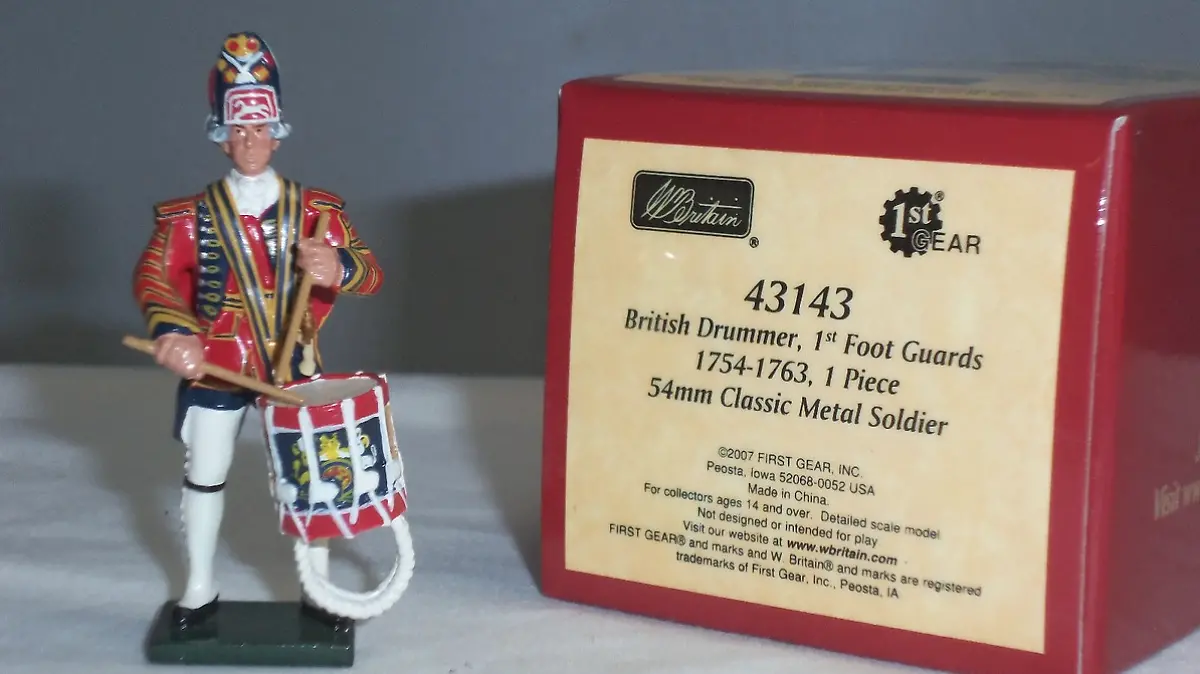 W Britain ®
1st GEAR ®
43143
British Drummer, 1st Foot Guards
1754-1763, 1 Piece
54mm Classic Metal Soldier
©2007 FIRST GEAR, INC.
Peosta, Iowa 52068-0052 USA
Made in China.
For collectors ages 14 and over. Detailed scale model
Not designed or intended for play
Visit our website at www.wbritain.com
FIRST GEAR® and marks and W. Britain® and marks are registered
trademarks of First Gear, Inc., Peosta, IA
Visit